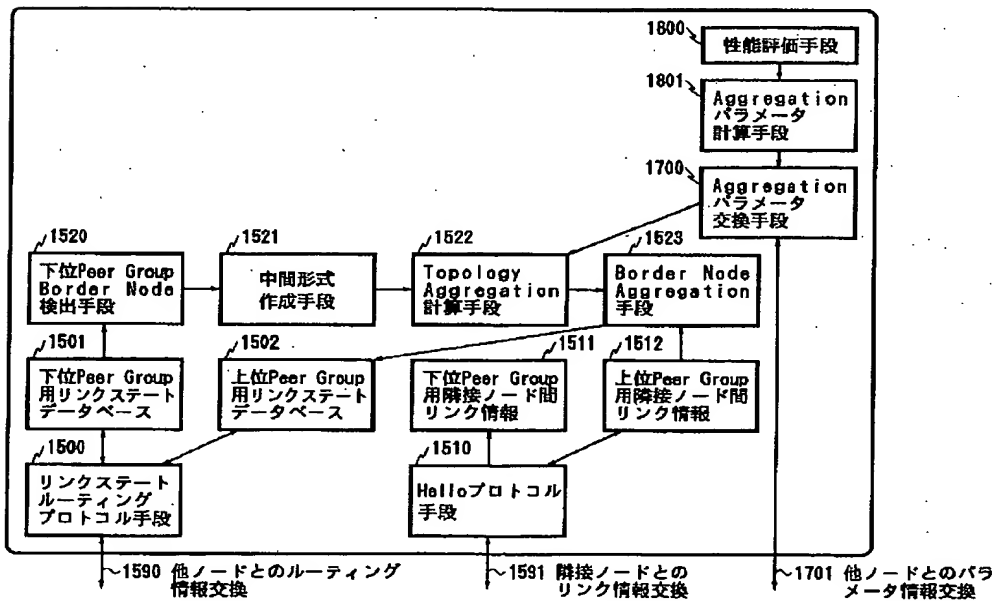 1800
性能評価手段
1801
Aggregation
パラメータ
計算手段
1700
Aggregation
パラメータ
交換手段
1520
下位Peer Group
Border Node
検出手段
1521
中間形式
作成手段
1522
Topology
Aggregation
計算手段
1523
Border Node
Aggregation
手段
1501
下位Peer Group
用リンクステート
データベース
1502
上位Peer Group
用リンクステート
データベース
1511
下位Peer Group
用隣接ノード間
リンク情報
1512
上位Peer Group
用隣接ノード間
リンク情報
1500
リンクステート
ルーティング
プロトコル手段
1510
Helloプロトコル
手段
1590 他ノードとのルーティング
情報交換
1591 隣接ノードとの
リンク情報交換
1701 他ノードとのパラ
メータ情報交換